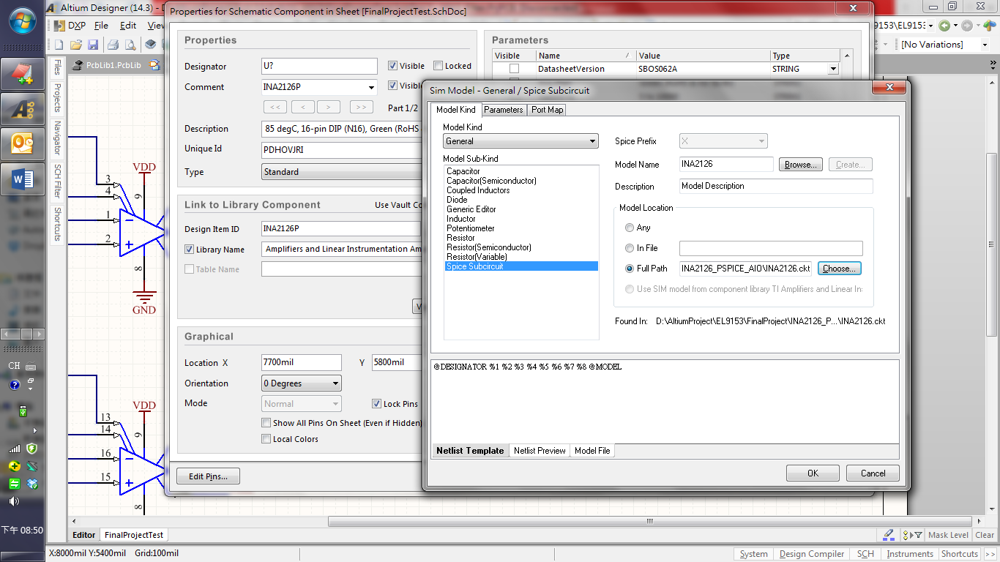 Altium Designer (14.3) - D
Properties for Schematic Component in Sheet [FinalProjectTest.SchDoc]
DXP File Edit View
9153\EL9153
[No Variations]
PcbLib1.PcbLib
Files
Projects
Navigator
SCH Filter
Shortcuts
Properties
Designator U? Visible Locked
Comment INA2126P Visible
<< < > >> Part 1/2
Description 85 degC, 16-pin DIP (N16), Green (RoHS
Unique Id PDHOVJRI
Type Standard
Link to Library Component Use Vault Co
Design Item ID INA2126P
Library Name Amplifiers and Linear Instrumentation Am
Table Name
Graphical
Location X 7700mil Y 5800mil
Orientation 0 Degrees
Mode Normal Lock Pins
Show All Pins On Sheet (Even if Hidden)
Local Colors
Edit Pins...
Parameters
Visible Name Value Type
DatasheetVersion SBOS062A STRING
Sim Model - General / Spice Subcircuit
Model Kind Parameters Port Map
Model Kind
General
Model Sub-Kind
Capacitor
Capacitor(Semiconductor)
Coupled Inductors
Diode
Generic Editor
Inductor
Potentiometer
Resistor
Resistor(Semiconductor)
Resistor(Variable)
Spice Subcircuit
Spice Prefix X
Model Name INA2126 Browse... Create...
Description Model Description
Model Location
Any
In File
Full Path INA2126_PSPICE_AIO\INA2126.ckt Choose...
Use SIM model from component library TI Amplifiers and Linear In:
Found In: D:\AltiumProject\EL9153\FinalProject\INA2126_P...\INA2126.ckt
@DESIGNATOR %1 %2 %3 %4 %5 %6 %7 %8 @MODEL
Netlist Template Netlist Preview Model File
OK Cancel
VDD
3
4
9
1
2
8
GND
VDD
13
14
9
16
15
8
CH
下午 08:50
Editor FinalProjectTest
Mask Level Clear
X:8000mil Y:5400mil Grid:100mil
System Design Compiler SCH Instruments Shortcuts >>